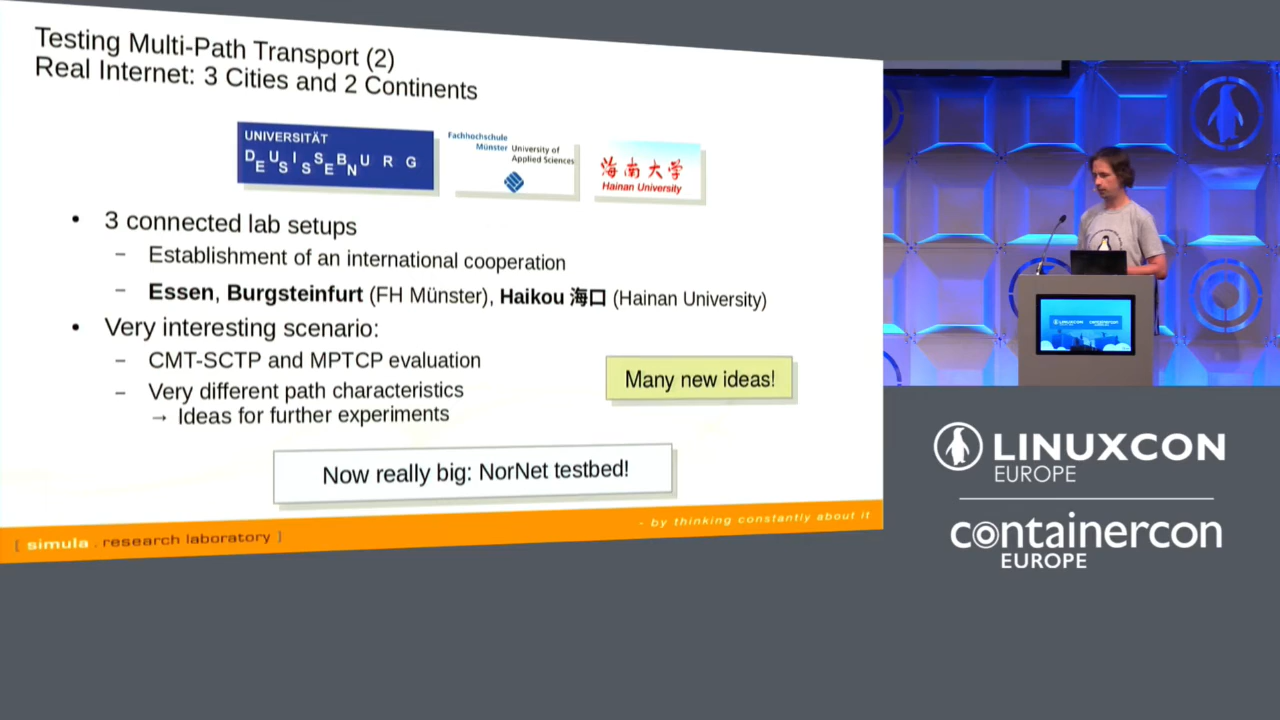 Testing Multi-Path Transport (2)
Real Internet: 3 Cities and 2 Continents
UNIVERSITÄT
DEUSISSEBNURG
Fachhochschule
Münster University of
Applied Sciences
海南大学
Hainan University
• 3 connected lab setups
– Establishment of an international cooperation
– Essen, Burgsteinfurt (FH Münster), Haikou 海口 (Hainan University)
• Very interesting scenario:
– CMT-SCTP and MPTCP evaluation
– Very different path characteristics
→ Ideas for further experiments
Many new ideas!
Now really big: NorNet testbed!
[ simula . research laboratory ]
- by thinking constantly about it
LINUXCON
EUROPE
containercon
EUROPE